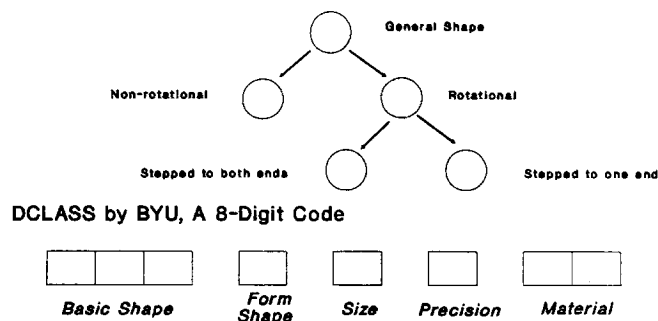 General Shape
Non-rotational
Rotational
Stepped to both ends
Stepped to one end
DCLASS by BYU, A 8-Digit Code
Basic Shape
Form
Shape
Size
Precision
Material